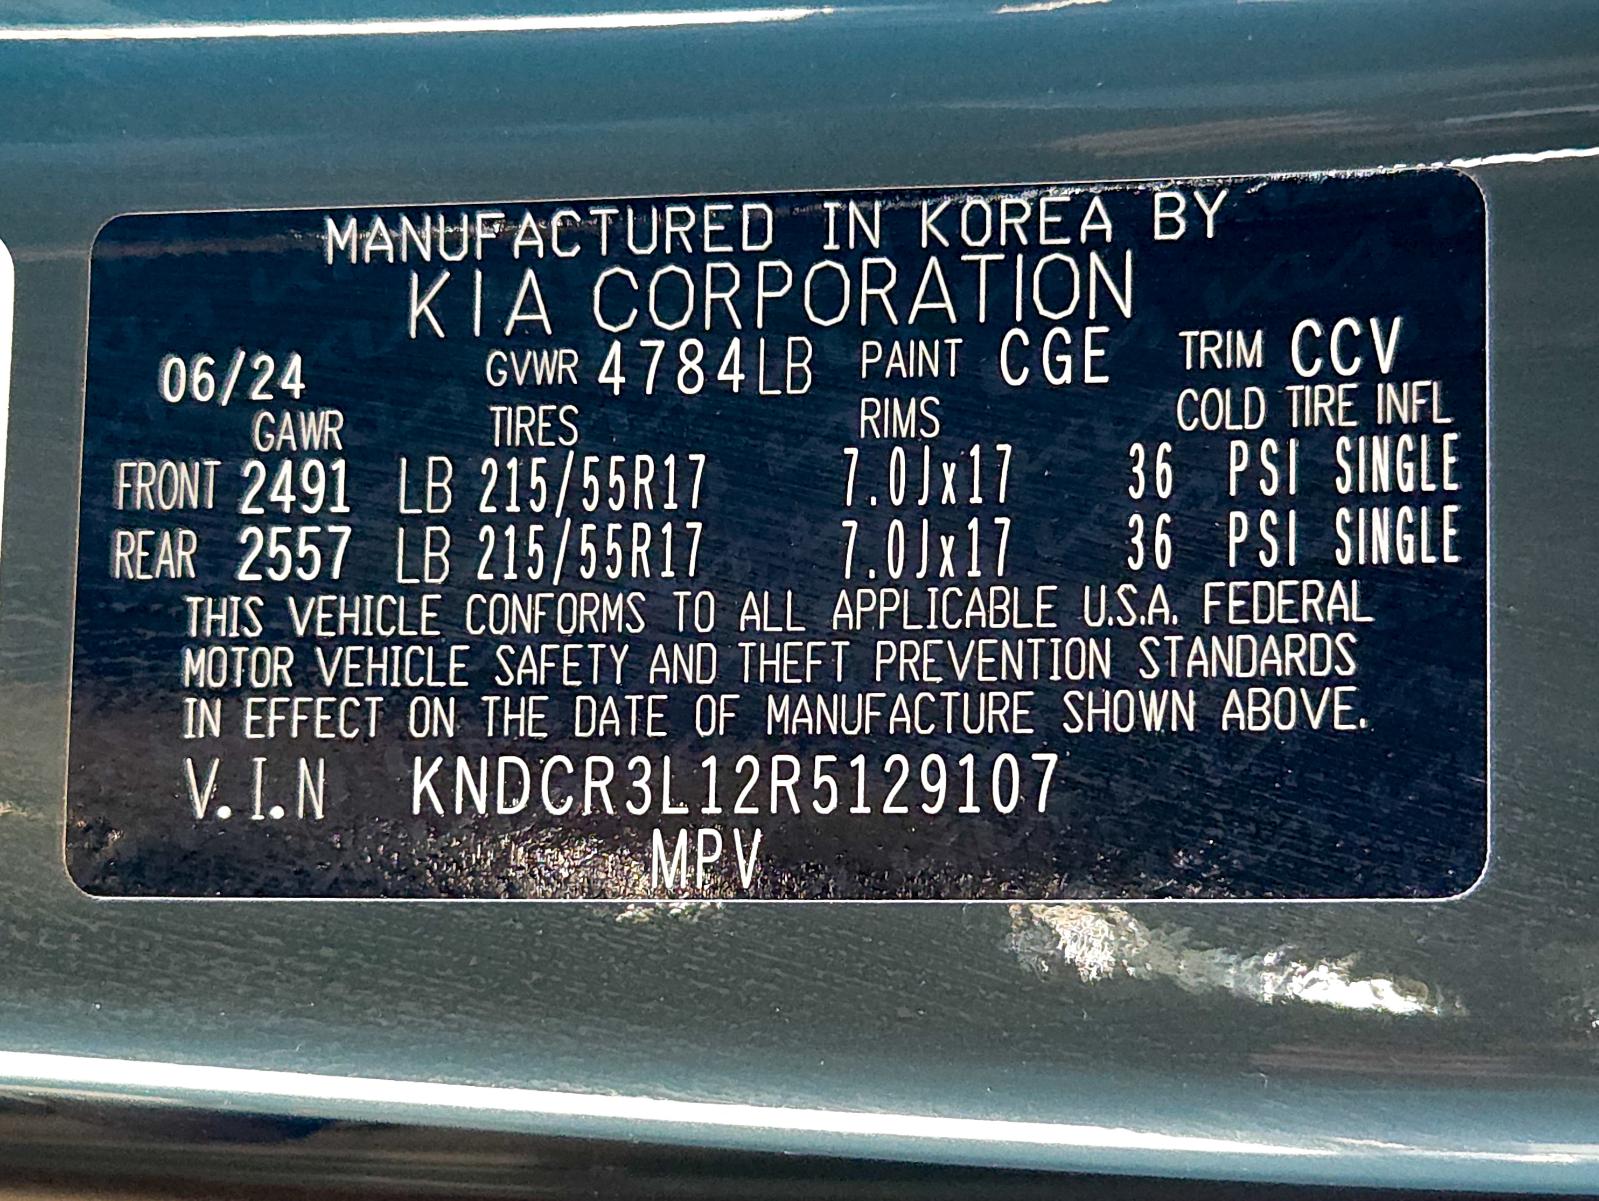 MANUFACTURED IN KOREA BY
KIA CORPORATION
06/24 GVWR 4784LB PAINT CGE TRIM CCV
GAWR TIRES RIMS COLD TIRE INFL
FRONT 2491 LB 215/55R17 7.0Jx17 36 PSI SINGLE
REAR 2557 LB 215/55R17 7.0Jx17 36 PSI SINGLE
THIS VEHICLE CONFORMS TO ALL APPLICABLE U.S.A. FEDERAL
MOTOR VEHICLE SAFETY AND THEFT PREVENTION STANDARDS
IN EFFECT ON THE DATE OF MANUFACTURE SHOWN ABOVE.
V.I.N KNDCR3L12R5129107
MPV